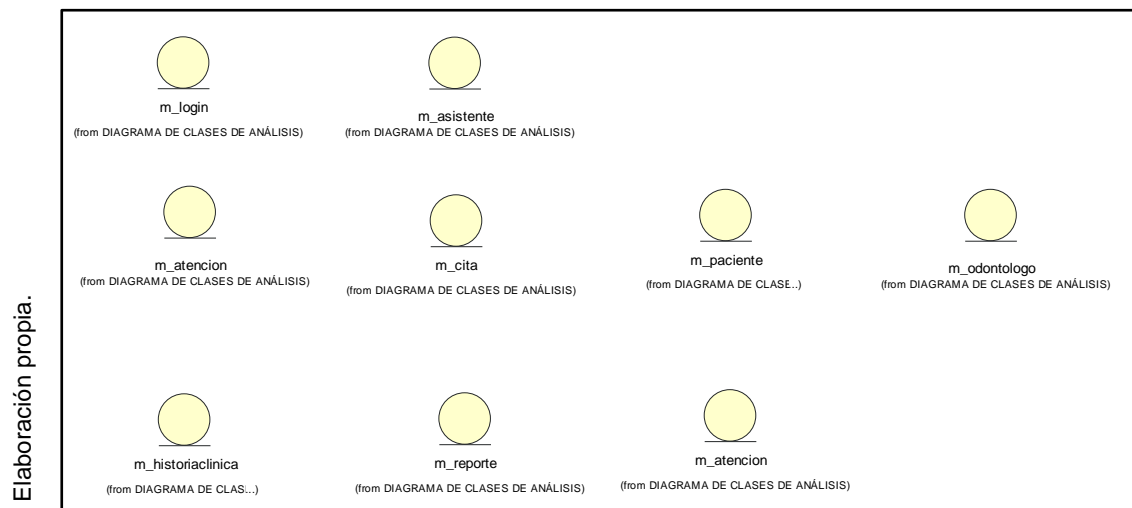 m_login
(from DIAGRAMA DE CLASES DE ANÁLISIS)
m_asistente
(from DIAGRAMA DE CLASES DE ANÁLISIS)
m_atencion
(from DIAGRAMA DE CLASES DE ANÁLISIS)
m_cita
(from DIAGRAMA DE CLASES DE ANÁLISIS)
m_paciente
(from DIAGRAMA DE CLASE...)
m_odontologo
(from DIAGRAMA DE CLASES DE ANÁLISIS)
m_historiaclinica
(from DIAGRAMA DE CLAS...)
m_reporte
(from DIAGRAMA DE CLASES DE ANÁLISIS)
m_atencion
(from DIAGRAMA DE CLASES DE ANÁLISIS)
Elaboración propia.